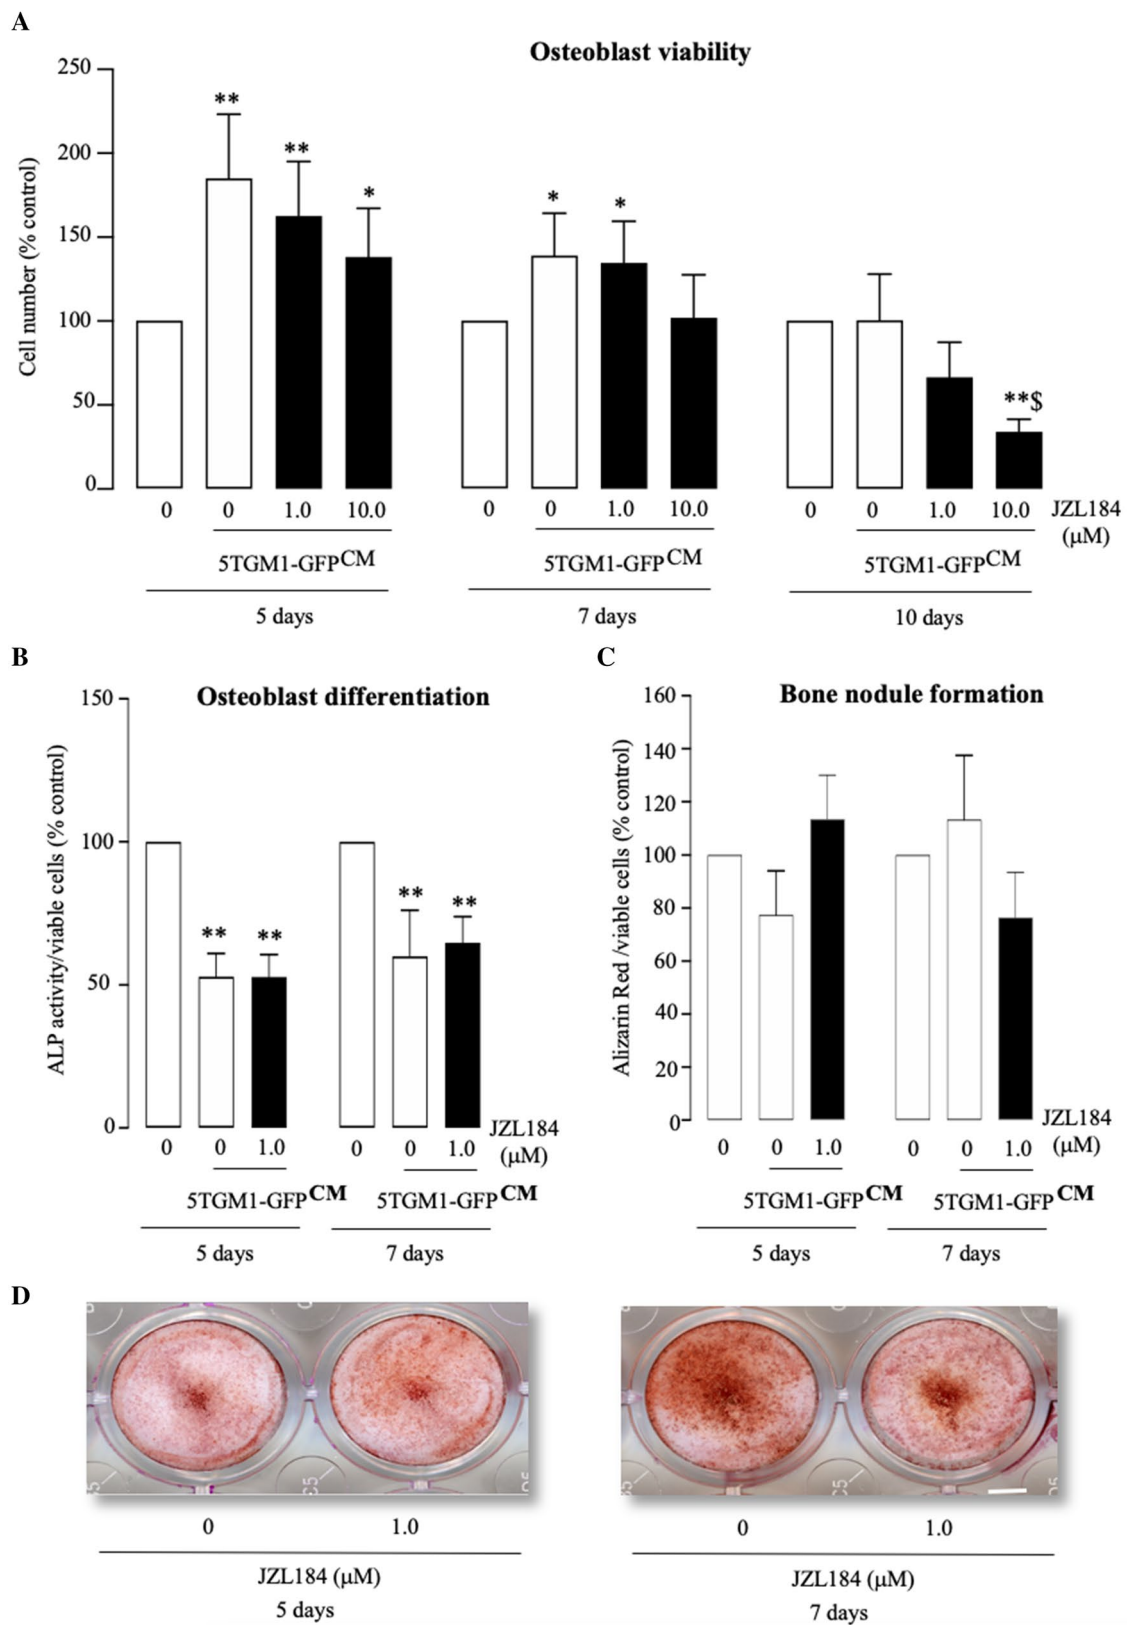 A
Osteoblast viability
Cell number (% control)
250
200
150
100
50
0
** ** * * * **$
0 0 1.0 10.0 0 0 1.0 10.0 0 0 1.0 10.0 JZL184
(µM)
5TGM1-GFPCM 5TGM1-GFPCM 5TGM1-GFPCM
5 days 7 days 10 days
B
Osteoblast differentiation
ALP activity/viable cells (% control)
150
100
50
0
** ** ** **
0 0 1.0 0 0 1.0 JZL184
(µM)
5TGM1-GFPCM 5TGM1-GFPCM
5 days 7 days
C
Bone nodule formation
Alizarin Red /viable cells (% control)
160
140
120
100
80
60
40
20
0
0 0 1.0 0 0 1.0 JZL184
(µM)
5TGM1-GFPCM 5TGM1-GFPCM
5 days 7 days
D
0 1.0 0 1.0
JZL184 (µM) JZL184 (µM)
5 days 7 days